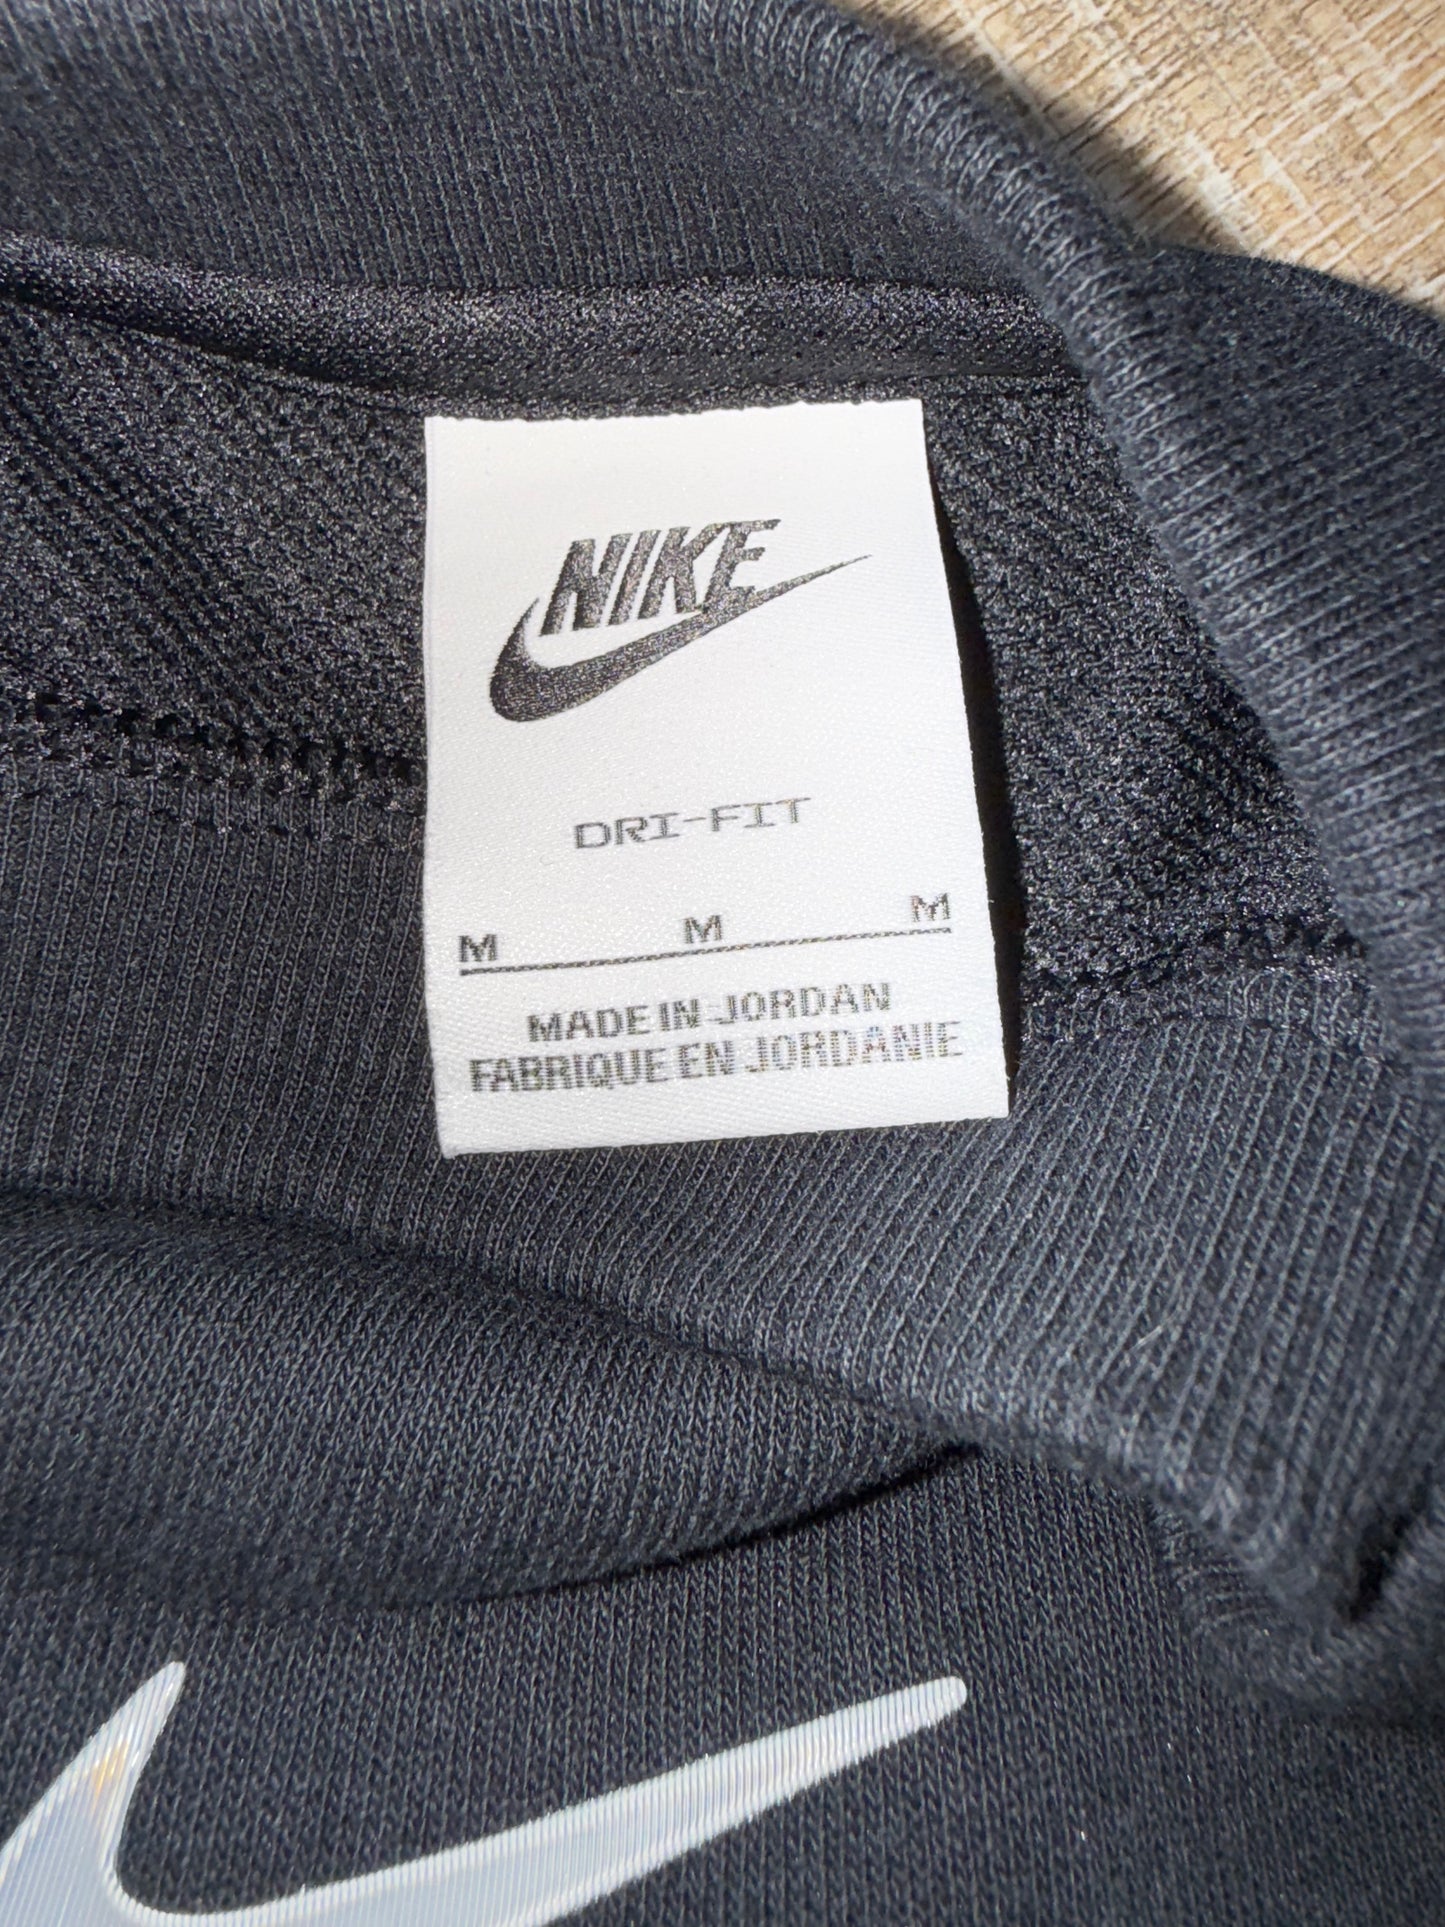 NIKE
DRI-FIT
M M M
MADE IN JORDAN
FABRIQUE EN JORDANIE